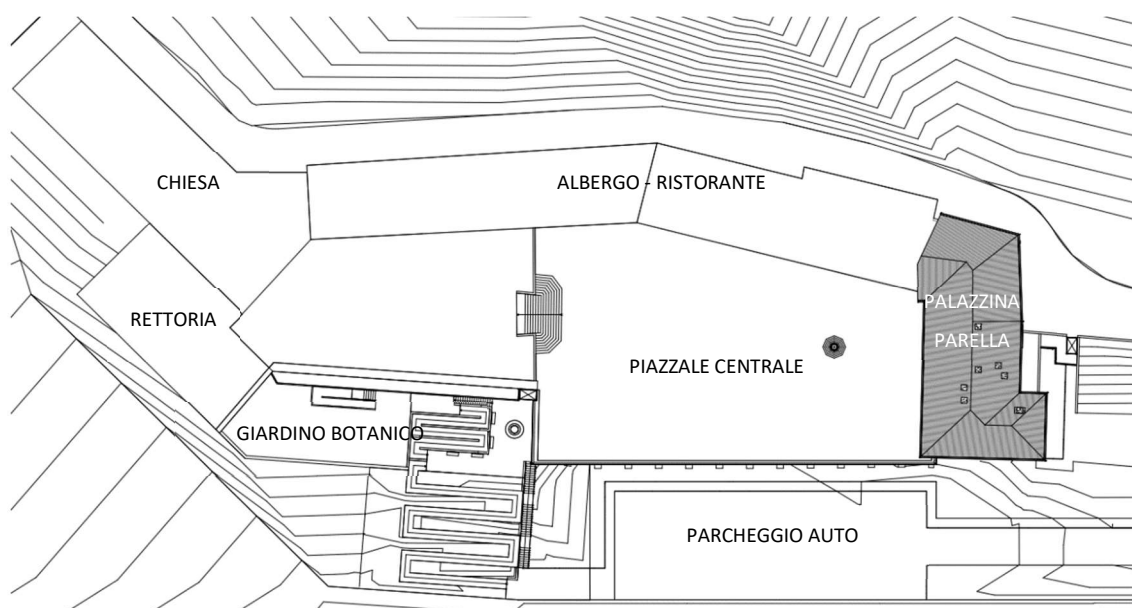 CHIESA
ALBERGO - RISTORANTE
RETTORIA
PALAZZINA
PARELLA
PIAZZALE CENTRALE
GIARDINO BOTANICO
PARCHEGGIO AUTO